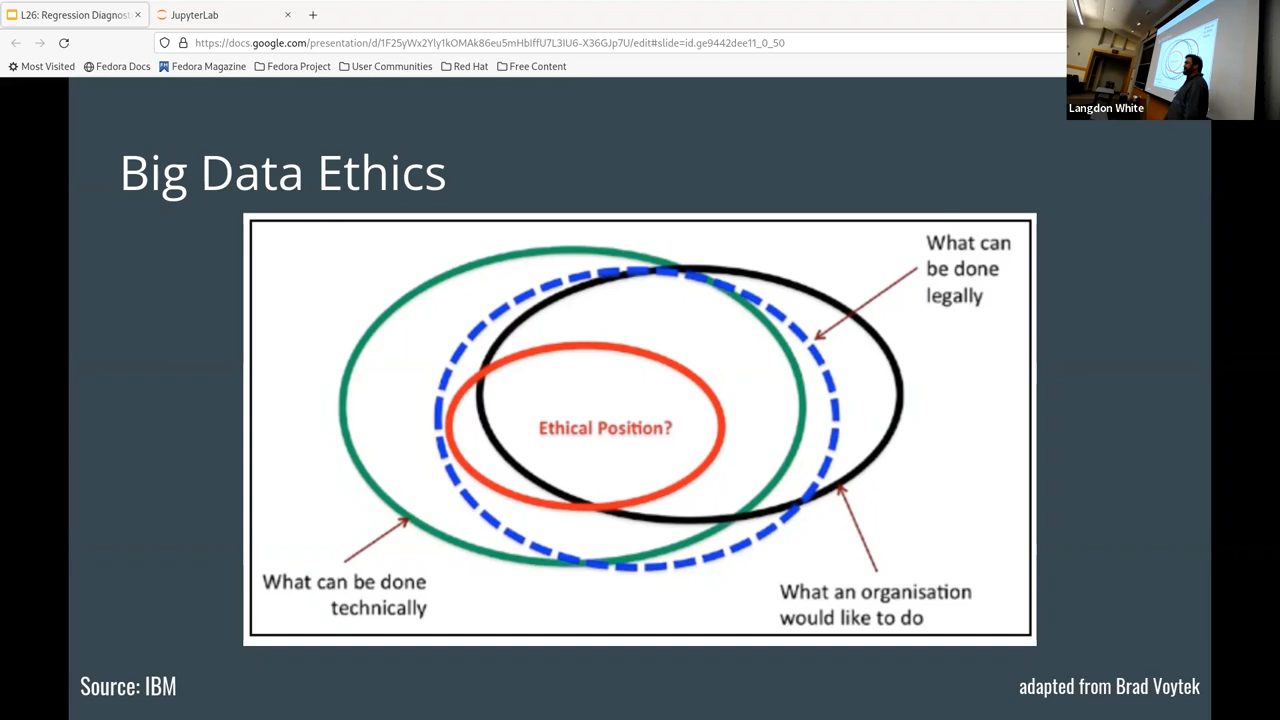 L26: Regression Diagnost
JupyterLab
https://docs.google.com/presentation/d/1F25yWx2Yly1kOMAk86eu5mHbIffU7L3IU6-X36GJp7U/edit#slide=id.ge9442dee11_0_50
Most Visited
Fedora Docs
Fedora Magazine
Fedora Project
User Communities
Red Hat
Free Content
Langdon White
Big Data Ethics
What can
be done
legally
Ethical Position?
What can be done
technically
What an organisation
would like to do
Source: IBM
adapted from Brad Voytek